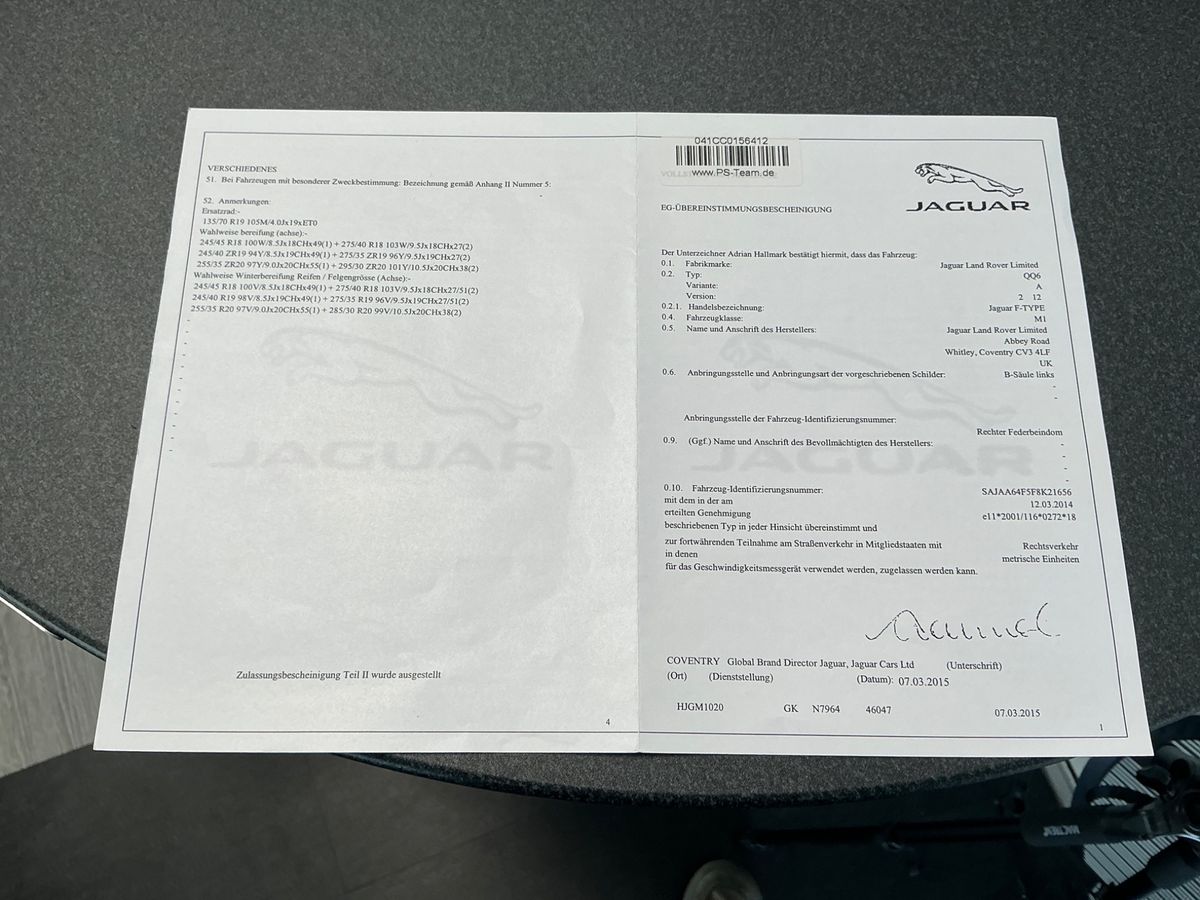 VERSCHIEDENES
51. Bei Fahrzeugen mit besonderer Zweckbestimmung: Bezeichnung gemäß Anhang II Nummer 5:
52. Anmerkungen:
Ersatzrad:-
135/70 R19 105M/4.0Jx19xET0
Wahlweise bereifung (achse):-
245/45 R18 100W/8.5Jx18CHx49(1) + 275/40 R18 103W/9.5Jx18CHx27(2)
245/40 ZR19 94Y/8.5Jx19CHx49(1) + 275/35 ZR19 96Y/9.5Jx19CHx27(2)
255/35 ZR20 97Y/9.0Jx20CHx55(1) + 295/30 ZR20 101Y/10.5Jx20CHx38(2)
Wahlweise Winterbereifung Reifen / Felgengrösse (Achse):-
245/45 R18 100V/8.5Jx18CHx49(1) + 275/40 R18 103V/9.5Jx18CHx27/51(2)
245/40 R19 98V/8.5Jx19CHx49(1) + 275/35 R19 96V/9.5Jx19CHx27/51(2)
255/35 R20 97V/9.0Jx20CHx55(1) + 285/30 R20 99V/10.5Jx20CHx38(2)
JAGUAR
Zulassungsbescheinigung Teil II wurde ausgestellt
4
041CC0156412
www.PS-Team.de
JAGUAR
EG-ÜBEREINSTIMMUNGSBESCHEINIGUNG
Der Unterzeichner Adrian Hallmark bestätigt hiermit, dass das Fahrzeug:
0.1. Fabrikmarke: Jaguar Land Rover Limited
0.2. Typ: QQ6
Variante: A
Version: 2 12
0.2.1. Handelsbezeichnung: Jaguar F-TYPE
0.4. Fahrzeugklasse: M1
0.5. Name und Anschrift des Herstellers: Jaguar Land Rover Limited
Abbey Road
Whitley, Coventry CV3 4LF
UK
0.6. Anbringungsstelle und Anbringungsart der vorgeschriebenen Schilder: B-Säule links
Anbringungsstelle der Fahrzeug-Identifizierungsnummer:
Rechter Federbeindom
0.9. (Ggf.) Name und Anschrift des Bevollmächtigten des Herstellers: -
JAGUAR
0.10. Fahrzeug-Identifizierungsnummer: SAJAA64F5F8K21656
mit dem in der am 12.03.2014
erteilten Genehmigung e11*2001/116*0272*18
beschriebenen Typ in jeder Hinsicht übereinstimmt und
zur fortwährenden Teilnahme am Straßenverkehr in Mitgliedstaaten mit Rechtsverkehr
in denen metrische Einheiten
für das Geschwindigkeitsmessgerät verwendet werden, zugelassen werden kann.
COVENTRY Global Brand Director Jaguar, Jaguar Cars Ltd (Unterschrift)
(Ort) (Dienststellung) (Datum): 07.03.2015
HJGM1020 GK N7964 46047 07.03.2015
1